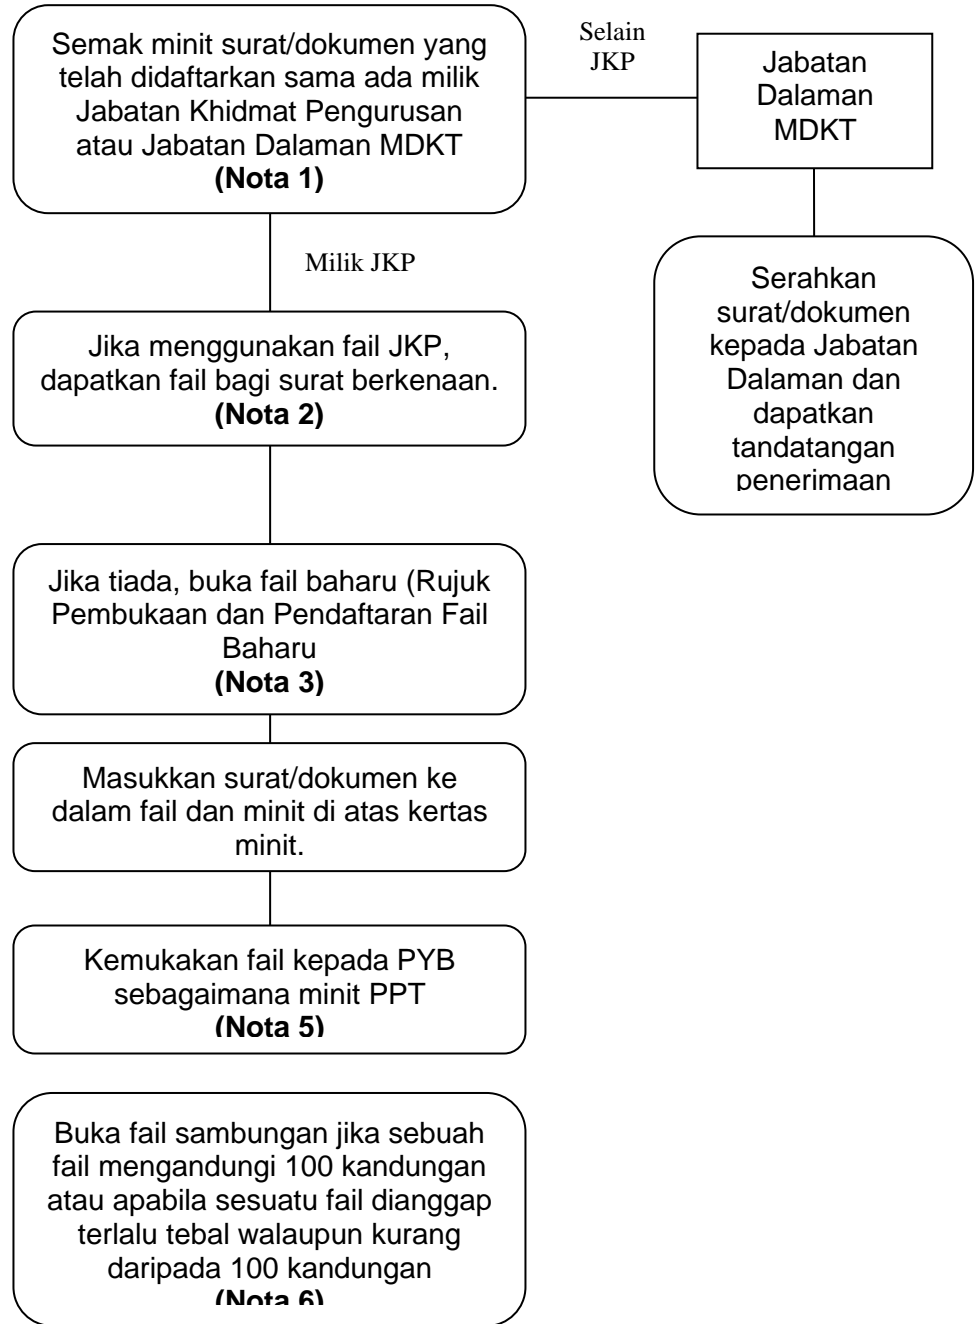 Semak minit surat/dokumen yang
telah didaftarkan sama ada milik
Jabatan Khidmat Pengurusan
atau Jabatan Dalaman MDKT
(Nota 1)
Selain
JKP
Jabatan
Dalaman
MDKT
Serahkan
surat/dokumen
kepada Jabatan
Dalaman dan
dapatkan
tandatangan
penerimaan
Milik JKP
Jika menggunakan fail JKP,
dapatkan fail bagi surat berkenaan.
(Nota 2)
Jika tiada, buka fail baharu (Rujuk
Pembukaan dan Pendaftaran Fail
Baharu
(Nota 3)
Masukkan surat/dokumen ke
dalam fail dan minit di atas kertas
minit.
Kemukakan fail kepada PYB
sebagaimana minit PPT
(Nota 5)
Buka fail sambungan jika sebuah
fail mengandungi 100 kandungan
atau apabila sesuatu fail dianggap
terlalu tebal walaupun kurang
daripada 100 kandungan
(Nota 6)